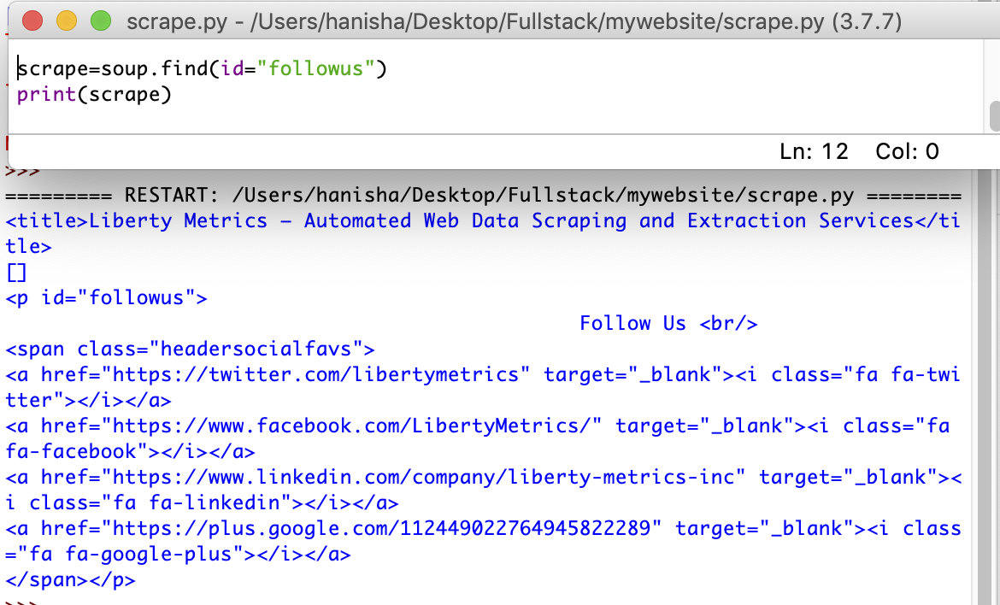 scrape.py - /Users/hanisha/Desktop/Fullstack/mywebsite/scrape.py (3.7.7)
scrape=soup.find(id="followus")
print(scrape)
Ln: 12 Col: 0
>>>
========= RESTART: /Users/hanisha/Desktop/Fullstack/mywebsite/scrape.py ========
<title>Liberty Metrics – Automated Web Data Scraping and Extraction Services</ti
tle>
[]
<p id="followus">
Follow Us <br/>
<span class="headersocialfavs">
<a href="https://twitter.com/libertymetrics" target="_blank"><i class="fa fa-twi
tter"></i></a>
<a href="https://www.facebook.com/LibertyMetrics/" target="_blank"><i class="fa
fa-facebook"></i></a>
<a href="https://www.linkedin.com/company/liberty-metrics-inc" target="_blank"><
i class="fa fa-linkedin"></i></a>
<a href="https://plus.google.com/112449022764945822289" target="_blank"><i class
="fa fa-google-plus"></i></a>
</span></p>
>>>